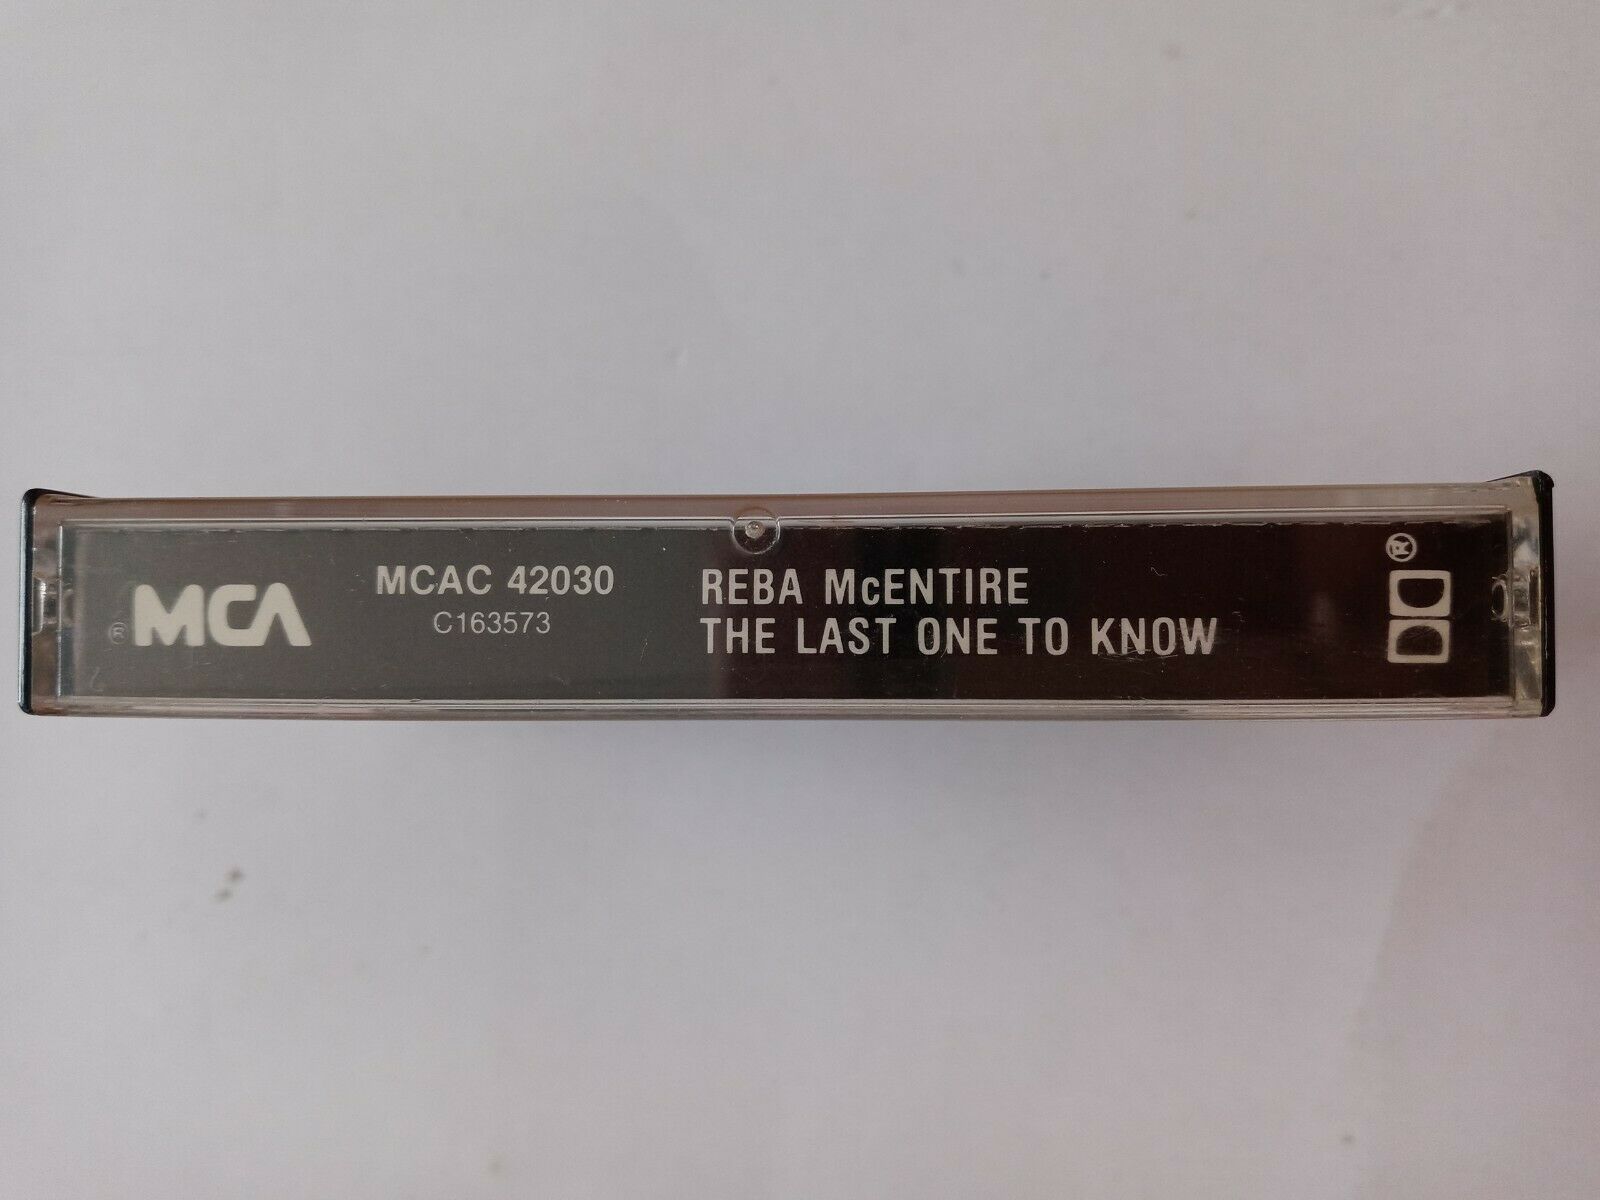 ® MCA
MCAC 42030
C163573
REBA McENTIRE
THE LAST ONE TO KNOW
®